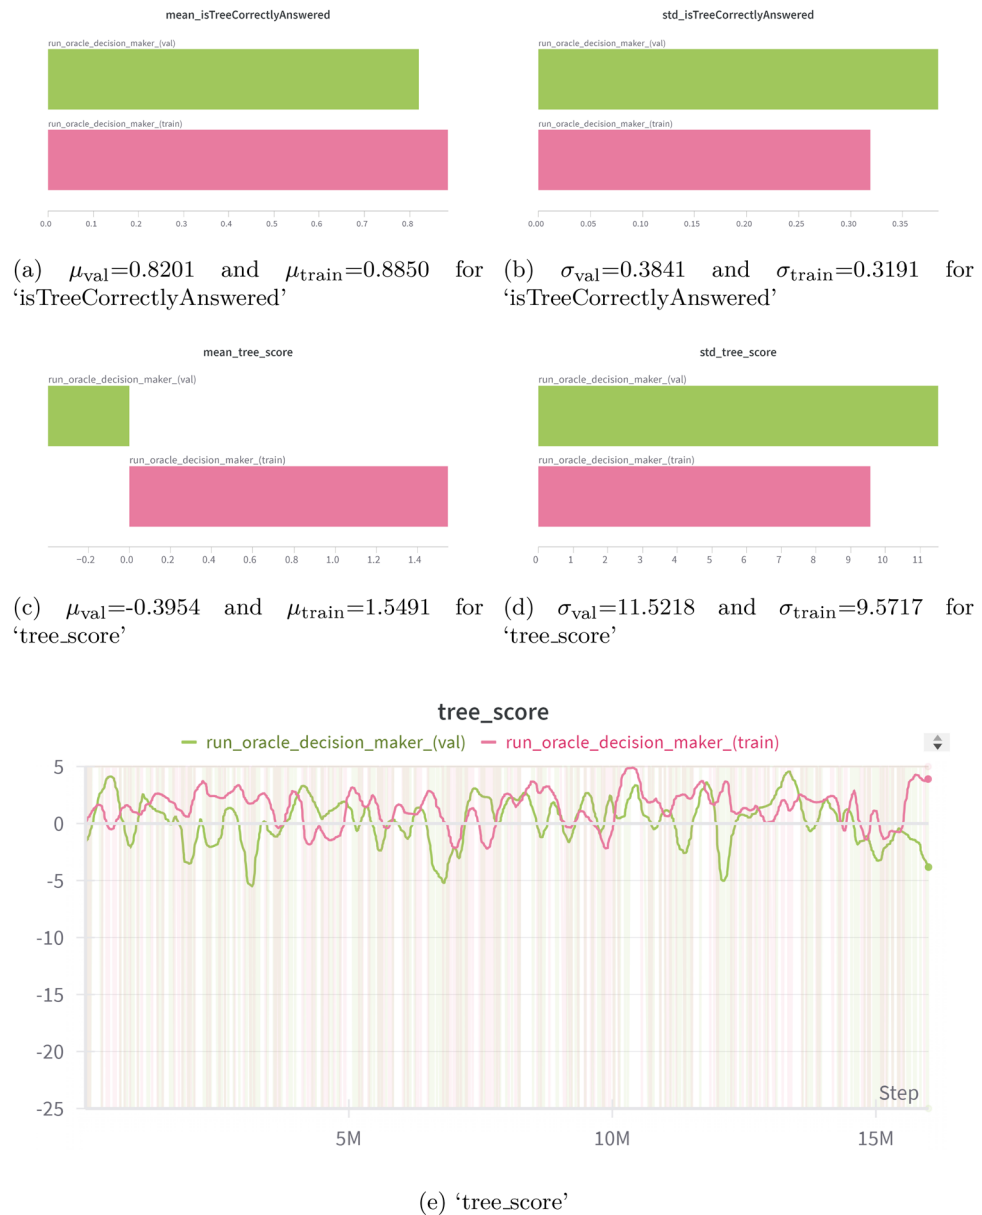 mean_isTreeCorrectlyAnswered
run_oracle_decision_maker_(val)
run_oracle_decision_maker_(train)
0.0 0.1 0.2 0.3 0.4 0.5 0.6 0.7 0.8
(a) μval=0.8201 and μtrain=0.8850 for
‘isTreeCorrectlyAnswered’
std_isTreeCorrectlyAnswered
run_oracle_decision_maker_(val)
run_oracle_decision_maker_(train)
0.00 0.05 0.10 0.15 0.20 0.25 0.30 0.35
(b) σval=0.3841 and σtrain=0.3191 for
‘isTreeCorrectlyAnswered’
mean_tree_score
run_oracle_decision_maker_(val)
run_oracle_decision_maker_(train)
−0.2 0.0 0.2 0.4 0.6 0.8 1.0 1.2 1.4
(c) μval=-0.3954 and μtrain=1.5491 for
‘tree_score’
std_tree_score
run_oracle_decision_maker_(val)
run_oracle_decision_maker_(train)
0 1 2 3 4 5 6 7 8 9 10 11
(d) σval=11.5218 and σtrain=9.5717 for
‘tree_score’
tree_score
run_oracle_decision_maker_(val) run_oracle_decision_maker_(train)
5
0
-5
-10
-15
-20
-25
Step
5M 10M 15M
(e) ‘tree_score’